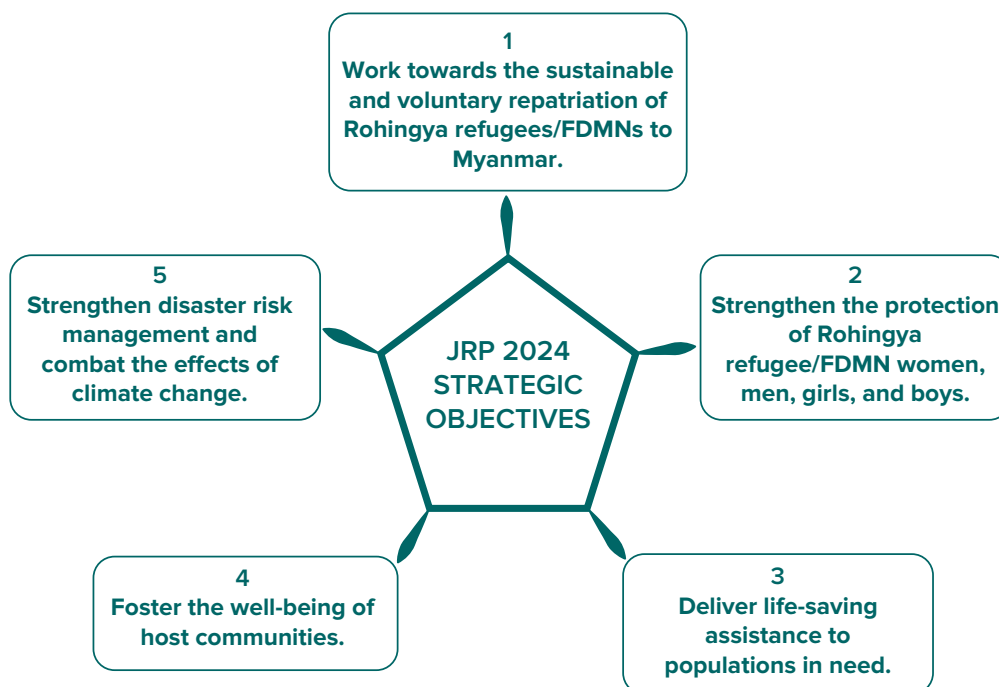 1
Work towards the sustainable
and voluntary repatriation of
Rohingya refugees/FDMNs to
Myanmar.
5
Strengthen disaster risk
management and
combat the effects of
climate change.
JRP 2024
STRATEGIC
OBJECTIVES
2
Strengthen the protection
of Rohingya
refugee/FDMN women,
men, girls, and boys.
4
Foster the well-being of
host communities.
3
Deliver life-saving
assistance to
populations in need.